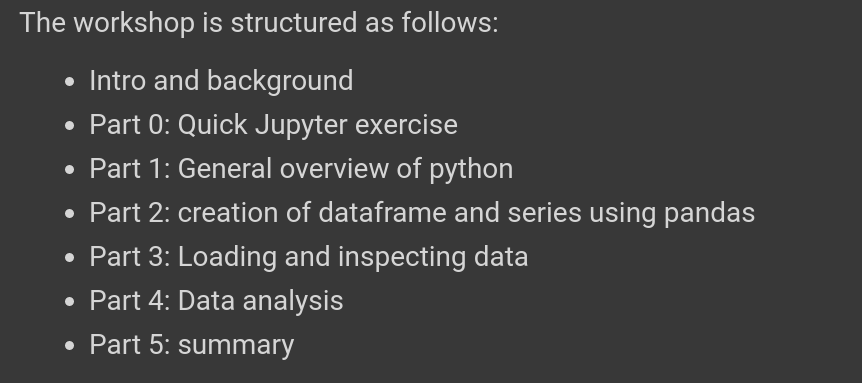 The workshop is structured as follows:
• Intro and background
• Part 0: Quick Jupyter exercise
• Part 1: General overview of python
• Part 2: creation of dataframe and series using pandas
• Part 3: Loading and inspecting data
• Part 4: Data analysis
• Part 5: summary